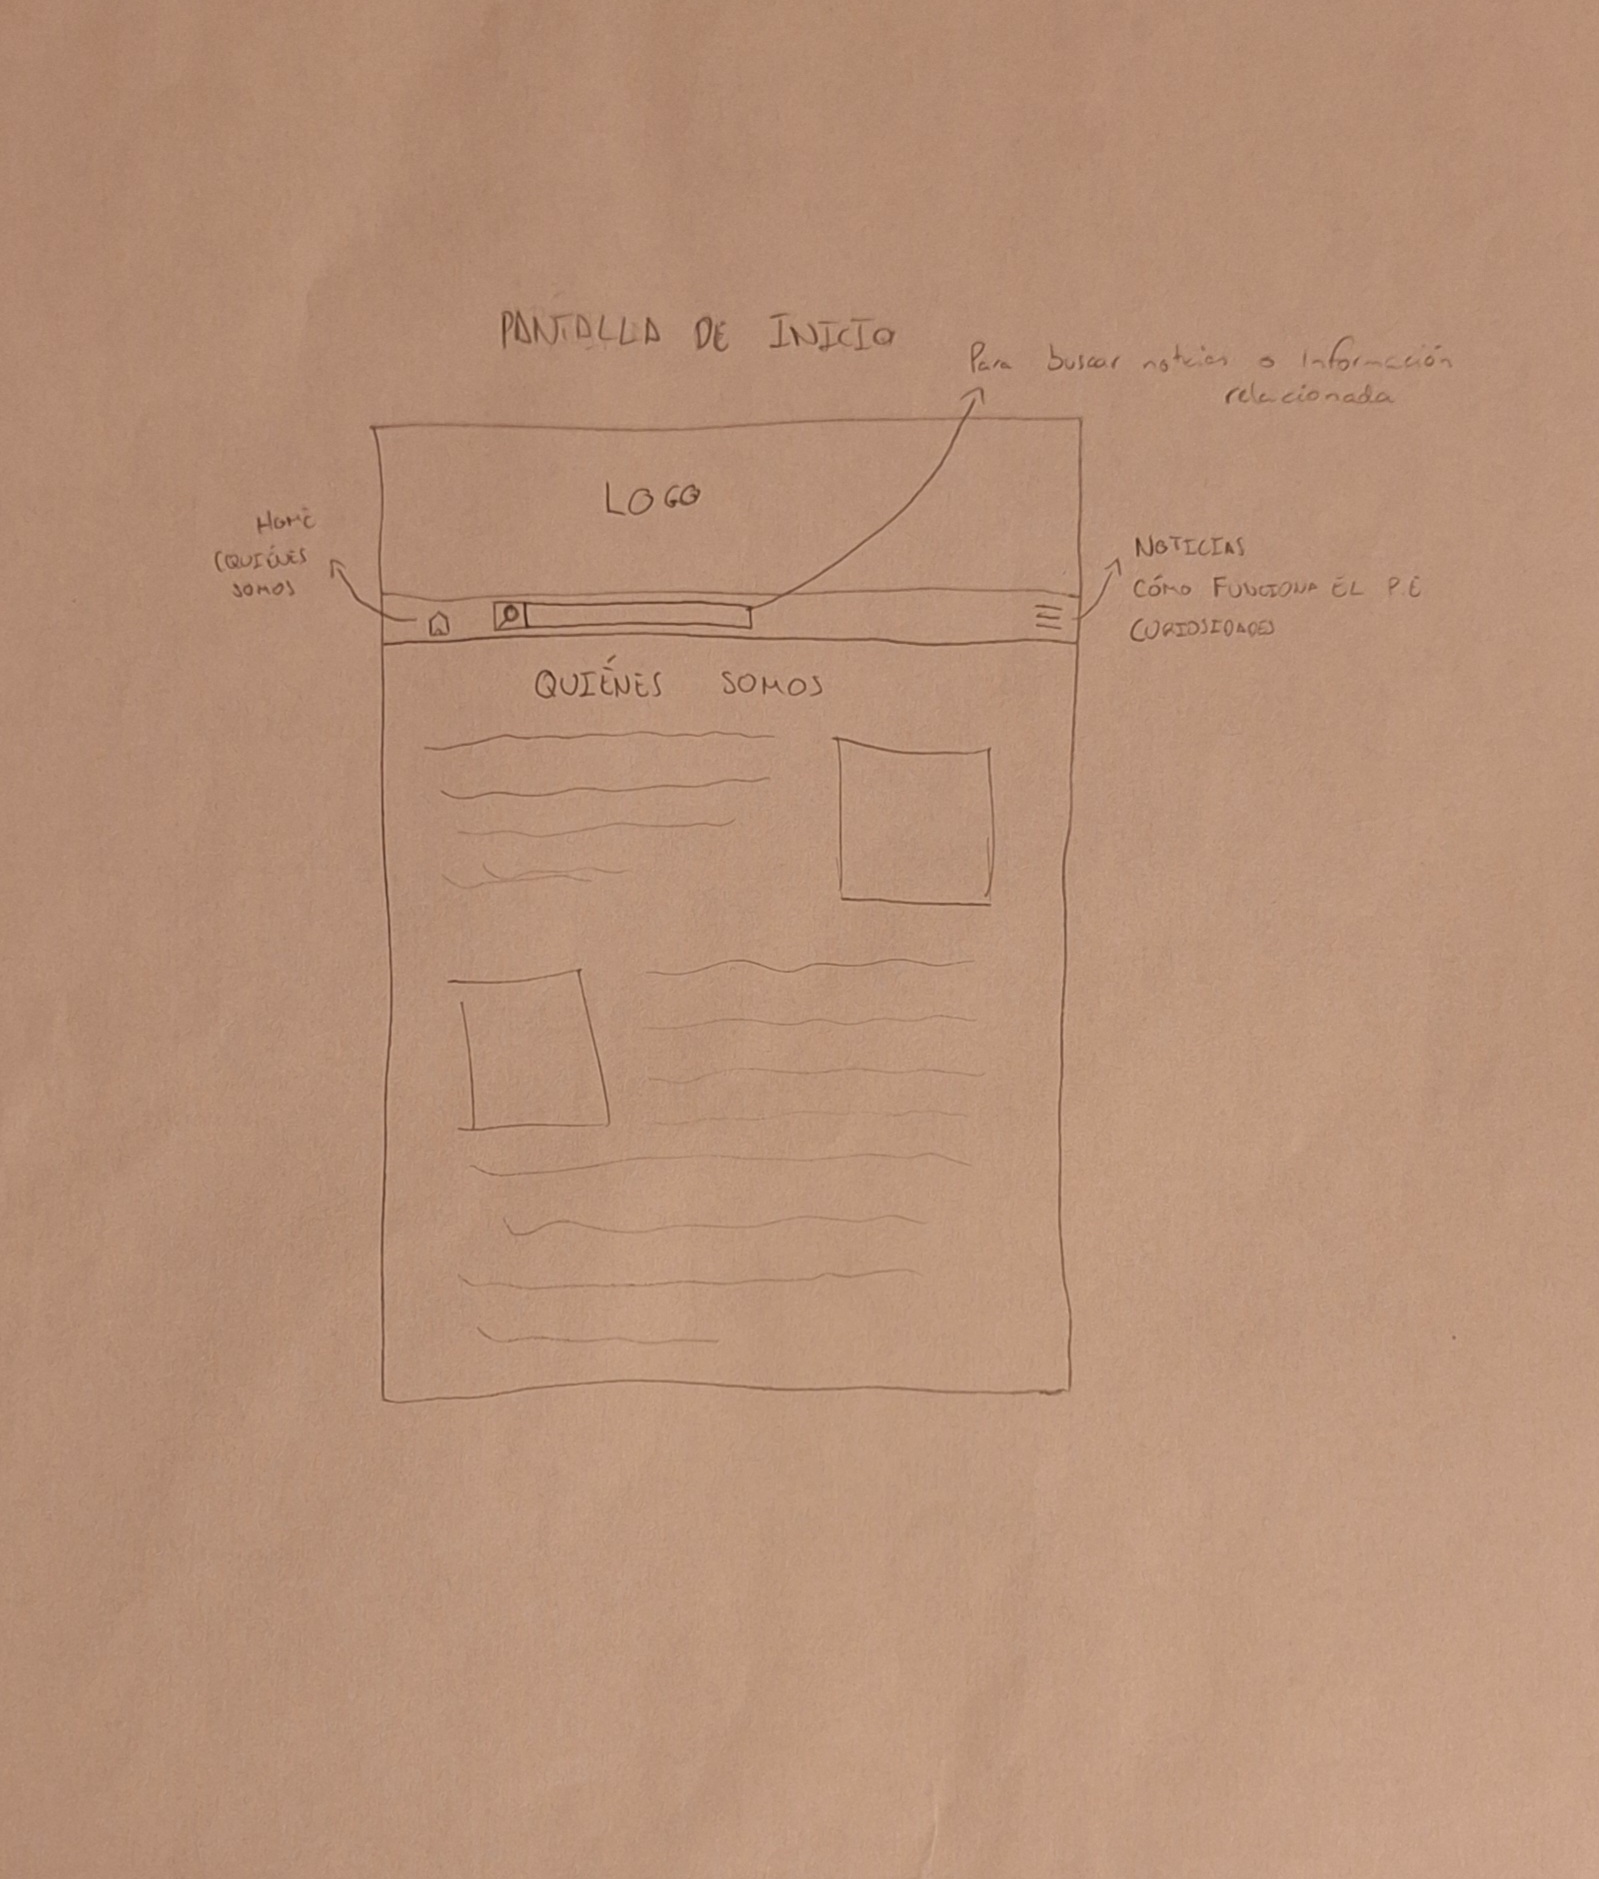 PANTALLA DE INICIO
Para buscar noticias o Información
relacionada
LOGO
HOME
(QUIÉNES
SOMOS
NOTICIAS
CÓMO FUNCIONA EL P.E
CURIOSIDADES
QUIÉNES SOMOS